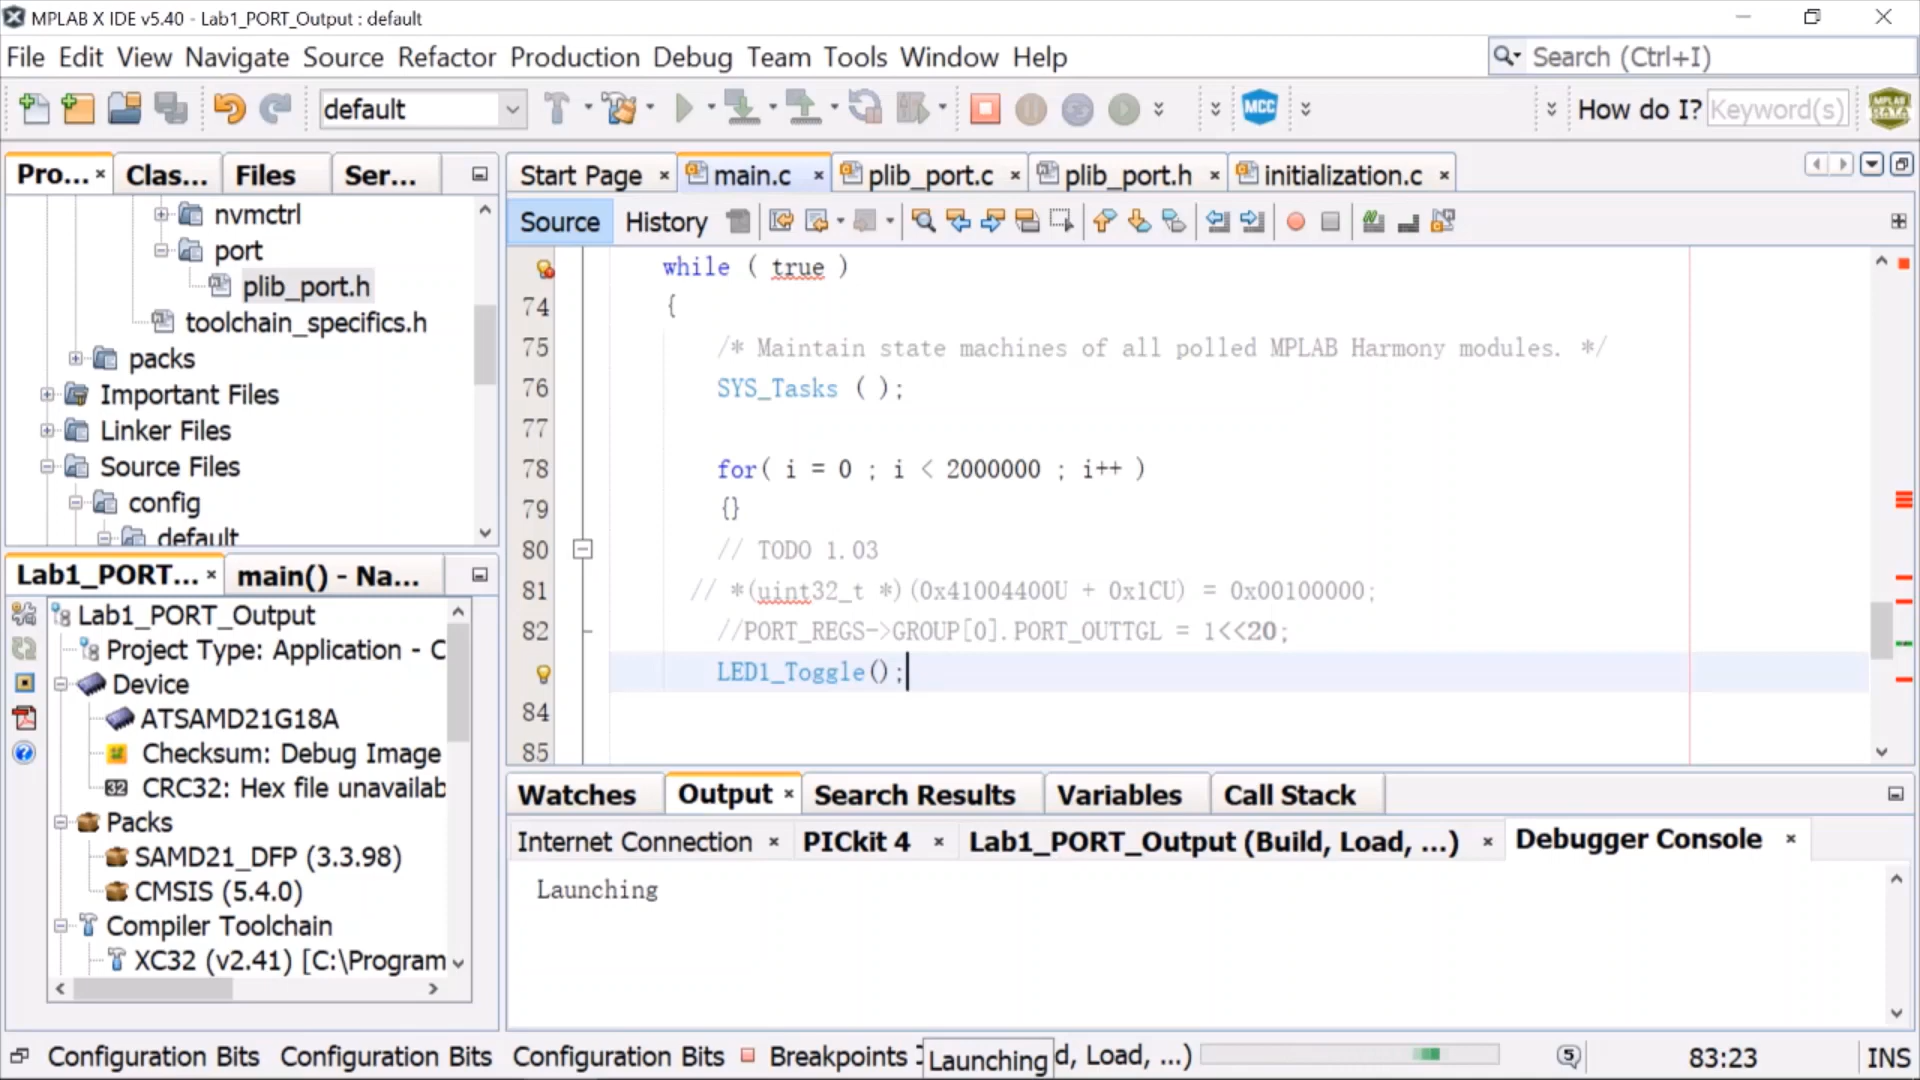 MPLAB X IDE v5.40 - Lab1_PORT_Output : default
File Edit View Navigate Source Refactor Production Debug Team Tools Window Help
Search (Ctrl+I)
default
MCC
How do I? Keyword(s)
Pro... × Clas... Files Ser...
nvmctrl
port
plib_port.h
toolchain_specifics.h
packs
Important Files
Linker Files
Source Files
config
default
Lab1_PORT... × main() - Na...
Lab1_PORT_Output
Project Type: Application - C
Device
ATSAMD21G18A
Checksum: Debug Image
CRC32: Hex file unavailab
Packs
SAMD21_DFP (3.3.98)
CMSIS (5.4.0)
Compiler Toolchain
XC32 (v2.41) [C:\Program
Start Page × main.c × plib_port.c × plib_port.h × initialization.c ×
Source History
while ( true )
74 {
75 /* Maintain state machines of all polled MPLAB Harmony modules. */
76 SYS_Tasks ( );
77
78 for( i = 0 ; i < 2000000 ; i++ )
79 {}
80 // TODO 1.03
81 // *(uint32_t *)(0x41004400U + 0x1CU) = 0x00100000;
82 //PORT_REGS->GROUP[0].PORT_OUTTGL = 1<<20;
LED1_Toggle();
84
85
Watches Output × Search Results Variables Call Stack
Internet Connection × PICkit 4 × Lab1_PORT_Output (Build, Load, ...) × Debugger Console ×
Launching
Configuration Bits Configuration Bits Configuration Bits Breakpoints Launching d, Load, ...) 5 83:23 INS